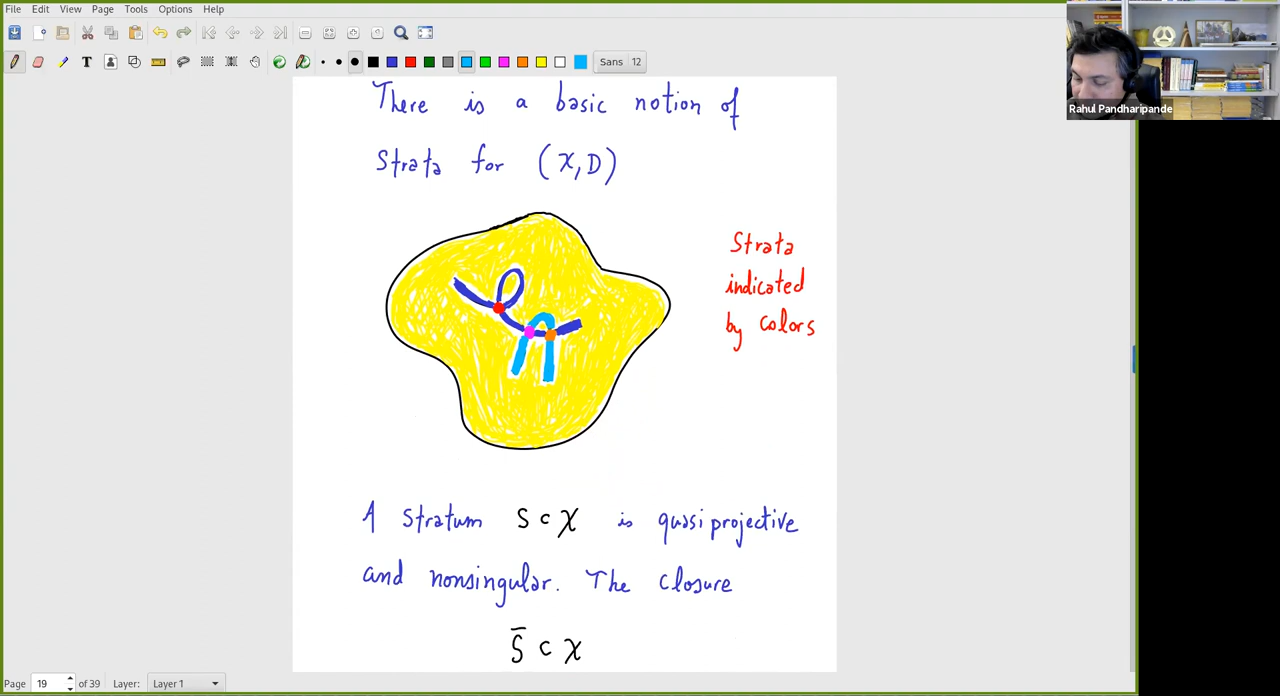 File Edit View Page Tools Options Help
Sans 12
Rahul Pandharipande
There is a basic notion of
Strata for (X, D)
Strata
indicated
by colors
A stratum S ⊂ X is quasiprojective
and nonsingular. The closure
S̄ ⊂ X
Page 19 of 39 Layer: Layer 1